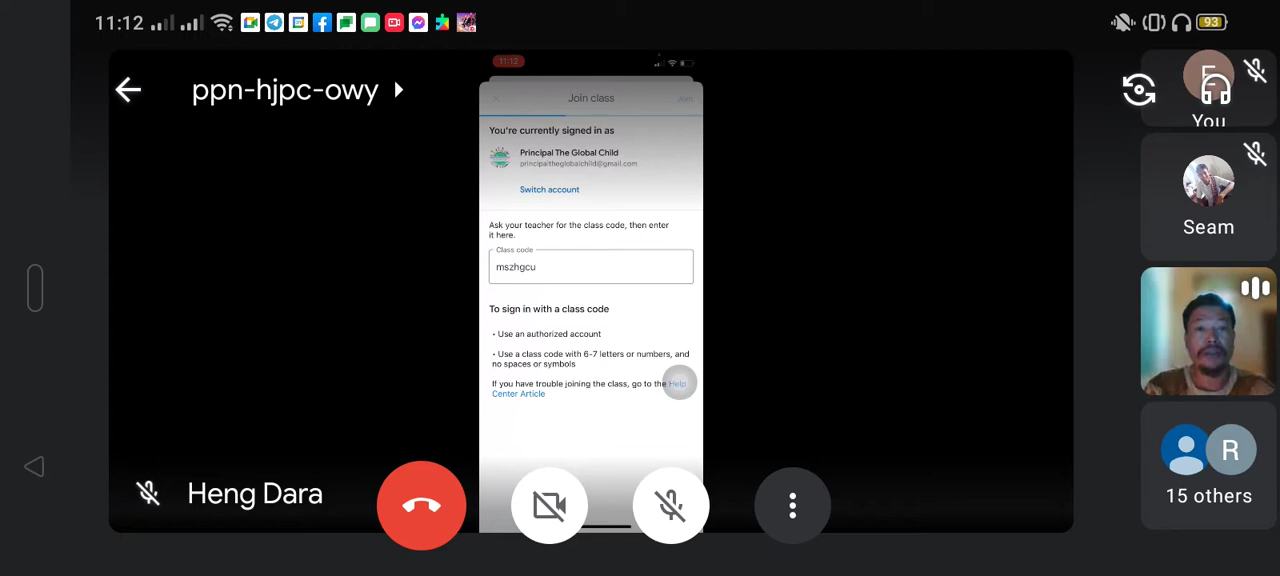 11:12
93
ppn-hjpc-owy
11:12
Join class
Join
You're currently signed in as
Principal The Global Child
principaltheglobalchild@gmail.com
Switch account
Ask your teacher for the class code, then enter
it here.
Class code
mszhgcu
To sign in with a class code
• Use an authorized account
• Use a class code with 6-7 letters or numbers, and
no spaces or symbols
If you have trouble joining the class, go to the Help
Center Article
Heng Dara
E
You
Seam
R
15 others